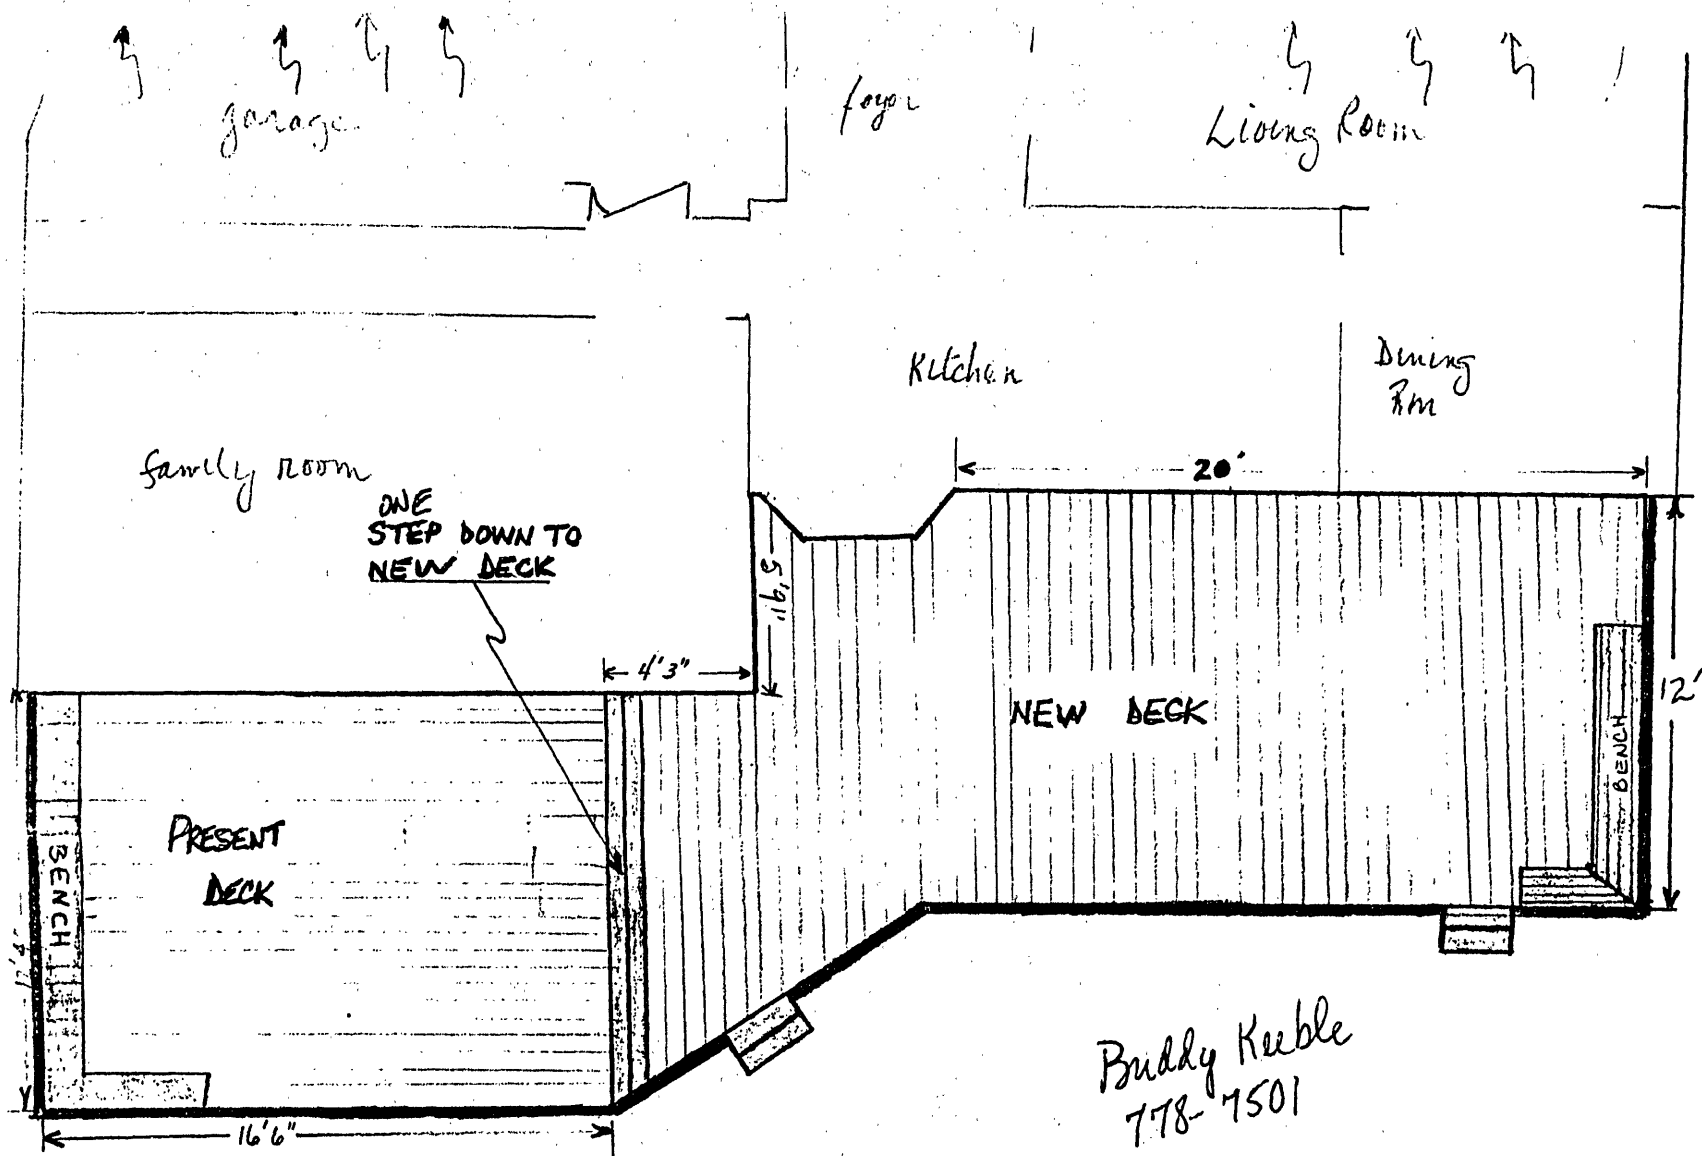 garage
foyer
Living Room
Kitchen
Dining
Rm
family room
ONE
STEP DOWN TO
NEW DECK
20'
5'9"
4'3"
NEW DECK
12'
BENCH
PRESENT
DECK
BENCH
16'6"
Buddy Keeble
778-7501